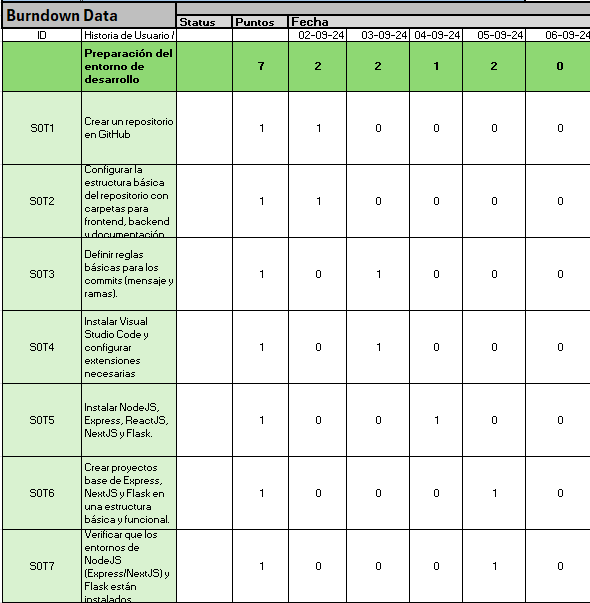 Burndown Data
Status Puntos Fecha
ID Historia de Usuario / 02-09-24 03-09-24 04-09-24 05-09-24 06-09-24
Preparación del
entorno de
desarrollo
7 2 2 1 2 0
S0T1
Crear un repositorio
en GitHub
1 1 0 0 0 0
S0T2
Configurar la
estructura básica
del repositorio con
carpetas para
frontend, backend
y documentación
1 1 0 0 0 0
S0T3
Definir reglas
básicas para los
commits (mensaje y
ramas).
1 0 1 0 0 0
S0T4
Instalar Visual
Studio Code y
configurar
extensiones
necesarias
1 0 1 0 0 0
S0T5
Instalar NodeJS,
Express, ReactJS,
NextJS y Flask.
1 0 0 1 0 0
S0T6
Crear proyectos
base de Express,
NextJS y Flask en
una estructura
básica y funcional.
1 0 0 0 1 0
S0T7
Verificar que los
entornos de
NodeJS
(Express/NextJS) y
Flask están
instalados
1 0 0 0 1 0